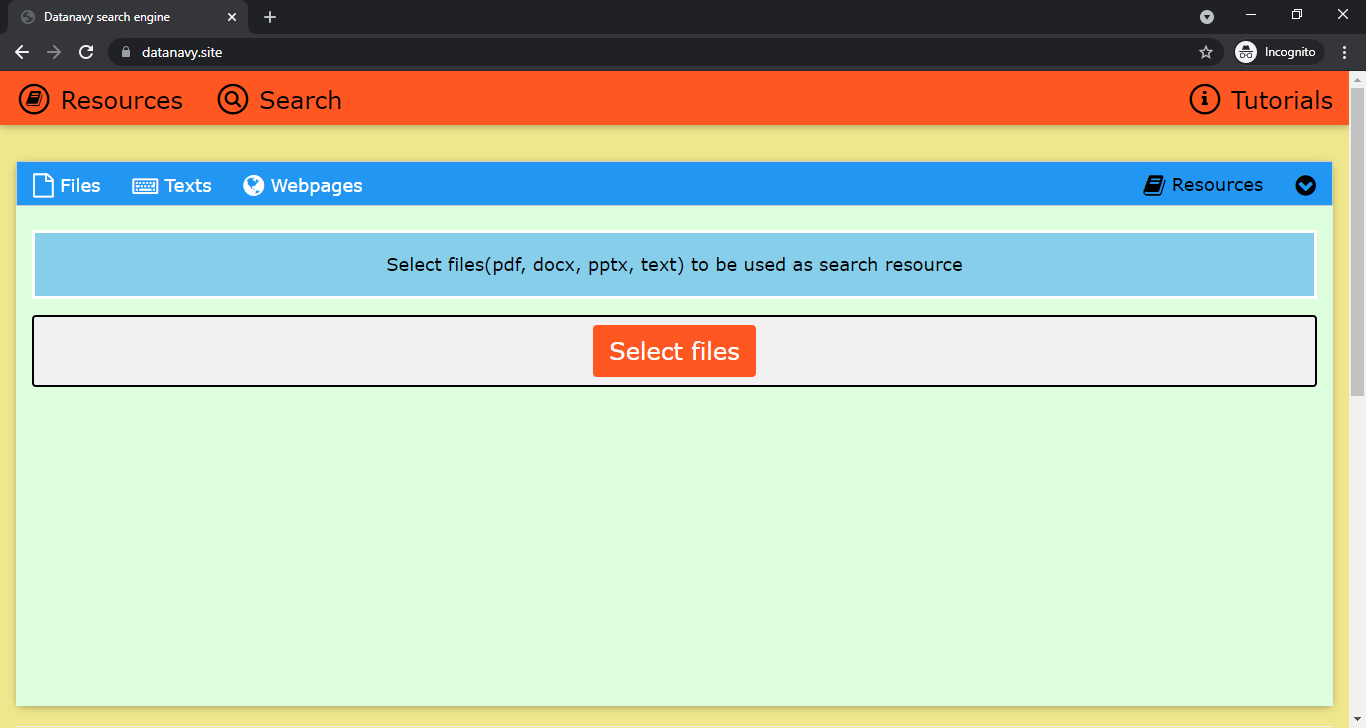 Datanavy search engine
datanavy.site
Incognito
Resources Search Tutorials
Files Texts Webpages Resources
Select files(pdf, docx, pptx, text) to be used as search resource
Select files